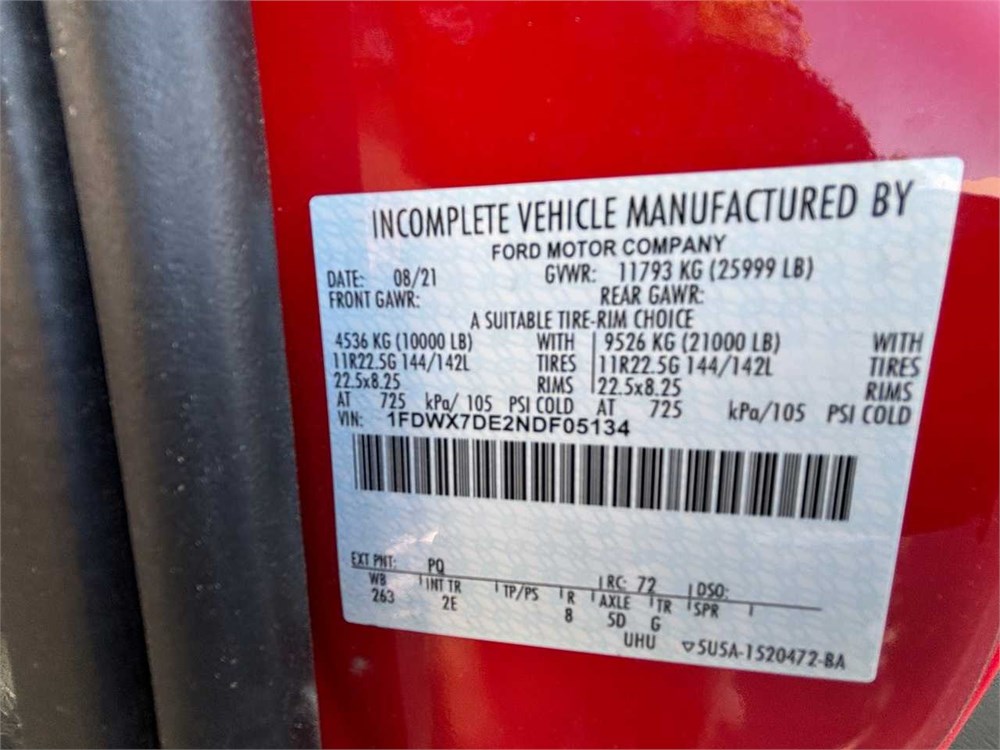 INCOMPLETE VEHICLE MANUFACTURED BY
FORD MOTOR COMPANY
DATE: 08/21 GVWR: 11793 KG (25999 LB)
FRONT GAWR: REAR GAWR:
A SUITABLE TIRE-RIM CHOICE
4536 KG (10000 LB) WITH 9526 KG (21000 LB) WITH
11R22.5G 144/142L TIRES 11R22.5G 144/142L TIRES
22.5x8.25 RIMS 22.5x8.25 RIMS
AT 725 kPa/ 105 PSI COLD AT 725 kPa/105 PSI COLD
VIN: 1FDWX7DE2NDF05134
EXT PNT: PQ RC: 72 DSO:
WB INT TR TP/PS R AXLE TR SPR
263 2E 8 5D G
UHU 5U5A-1520472-BA